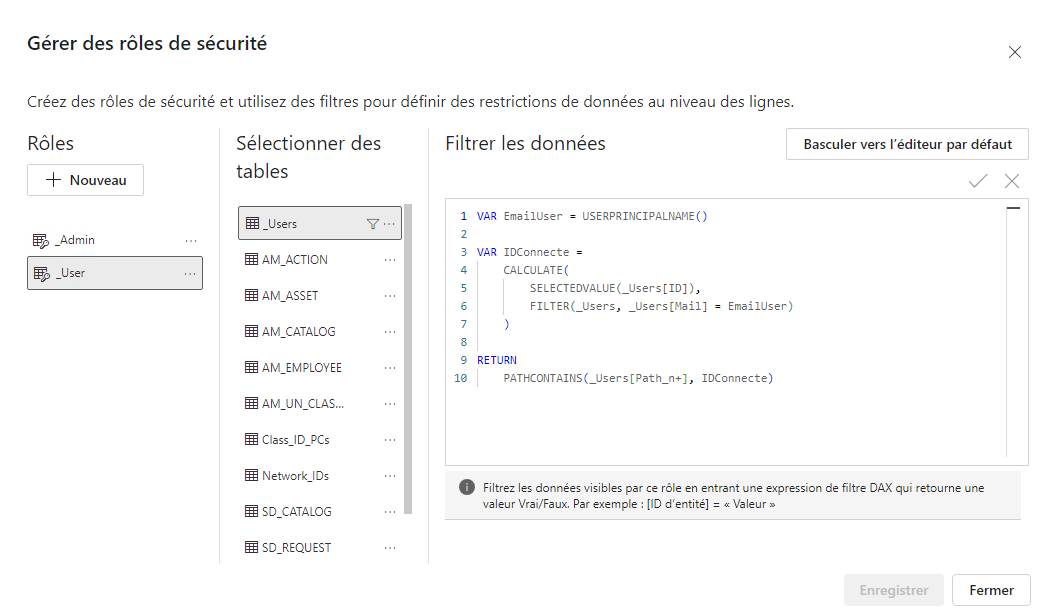 Gérer des rôles de sécurité
Créez des rôles de sécurité et utilisez des filtres pour définir des restrictions de données au niveau des lignes.
Rôles
Nouveau
_Admin
_User
Sélectionner des
tables
_Users
AM_ACTION
AM_ASSET
AM_CATALOG
AM_EMPLOYEE
AM_UN_CLAS...
Class_ID_PCs
Network_IDs
SD_CATALOG
SD_REQUEST
Filtrer les données
Basculer vers l’éditeur par défaut
1 VAR EmailUser = USERPRINCIPALNAME()
2
3 VAR IDConnecte =
4 CALCULATE(
5 SELECTEDVALUE(_Users[ID]),
6 FILTER(_Users, _Users[Mail] = EmailUser)
7 )
8
9 RETURN
10 PATHCONTAINS(_Users[Path_n+], IDConnecte)
Filtrez les données visibles par ce rôle en entrant une expression de filtre DAX qui retourne une
valeur Vrai/Faux. Par exemple : [ID d’entité] = « Valeur »
Enregistrer
Fermer